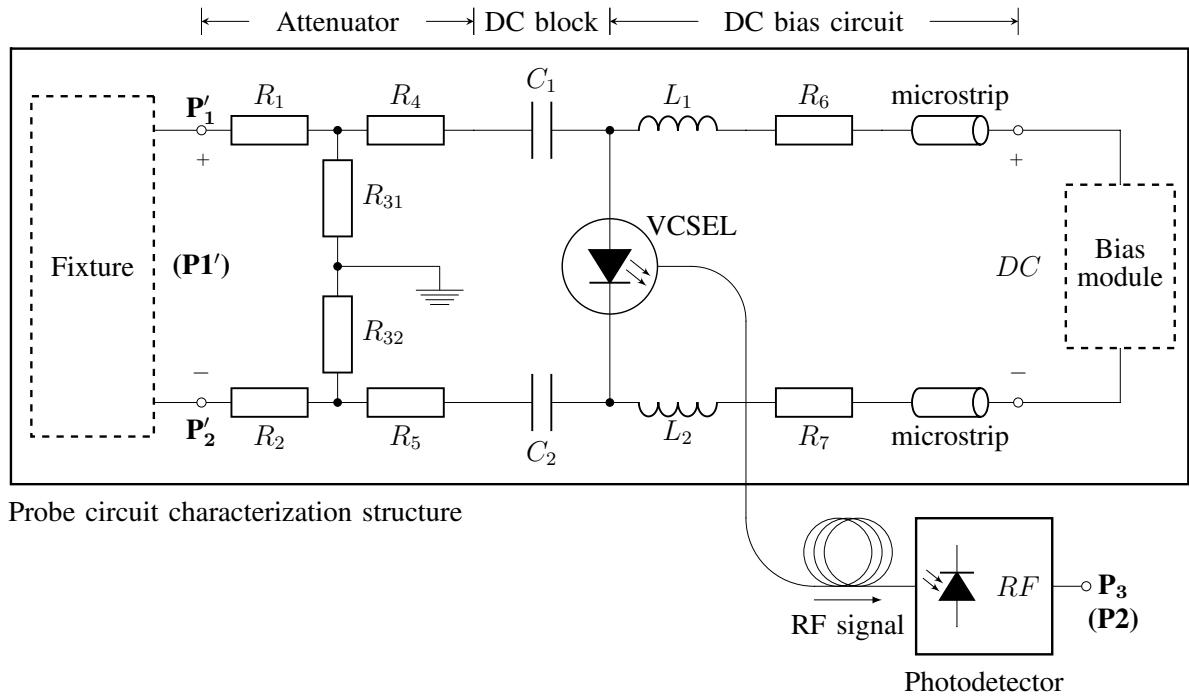 Attenuator
DC block
DC bias circuit
C1
P′1
R1
R4
L1
R6
microstrip
+
+
R31
VCSEL
Fixture
(P1′)
DC
Bias
module
R32
−
−
P′2
R2
R5
C2
L2
R7
microstrip
Probe circuit characterization structure
RF
P3
(P2)
RF signal
Photodetector